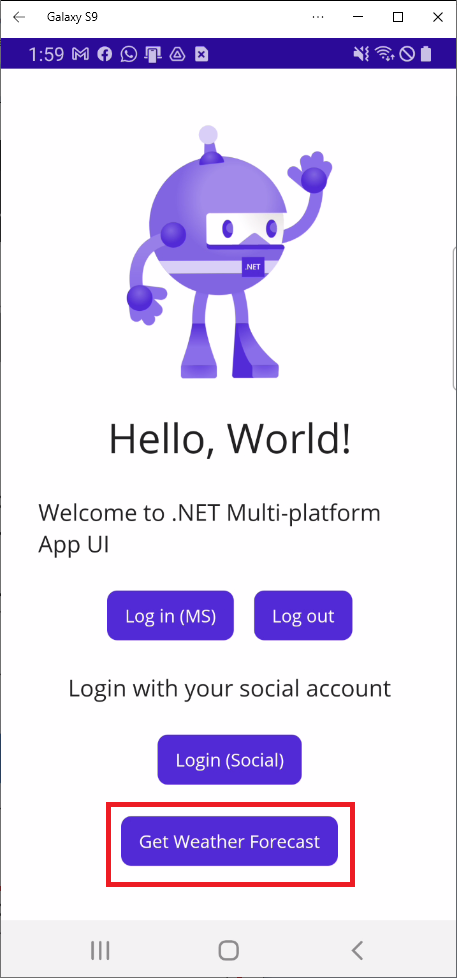 Galaxy S9
1:59
.NET
Hello, World!
Welcome to .NET Multi-platform
App UI
Log in (MS)
Log out
Login with your social account
Login (Social)
Get Weather Forecast